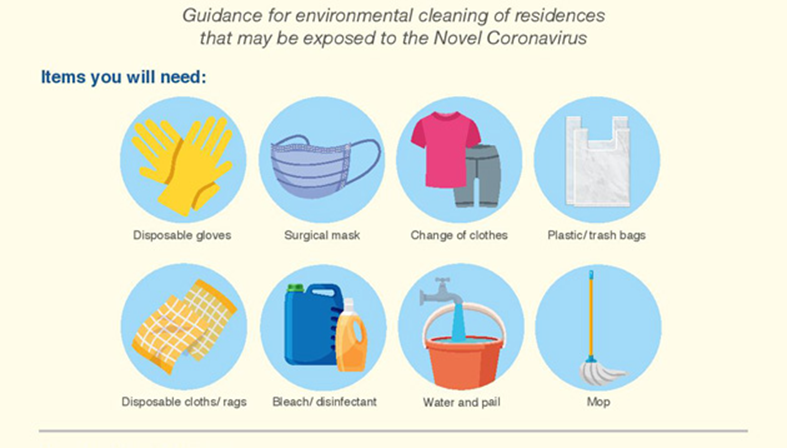 Guidance for environmental cleaning of residences
that may be exposed to the Novel Coronavirus
Items you will need:
Disposable gloves
Surgical mask
Change of clothes
Plastic/trash bags
Disposable cloths/ rags
Bleach/ disinfectant
Water and pail
Mop